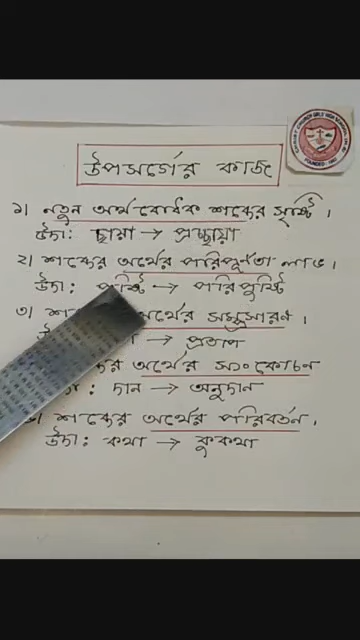 উপসর্গের কাজ
১। নতুন অর্থবোধক শব্দের সৃষ্টি।
উদা: ছায়া → প্রচ্ছায়া
২। শব্দের অর্থের পরিপূর্ণতা লাভ।
উদা: পুষ্টি → পরিপুষ্টি
৩। অর্থের সম্প্রসারণ।
→ প্রতাপ
অর্থের সংকোচন
: দান → অনুদান
শব্দের অর্থের পরিবর্তন।
উদা: কথা → কুকথা